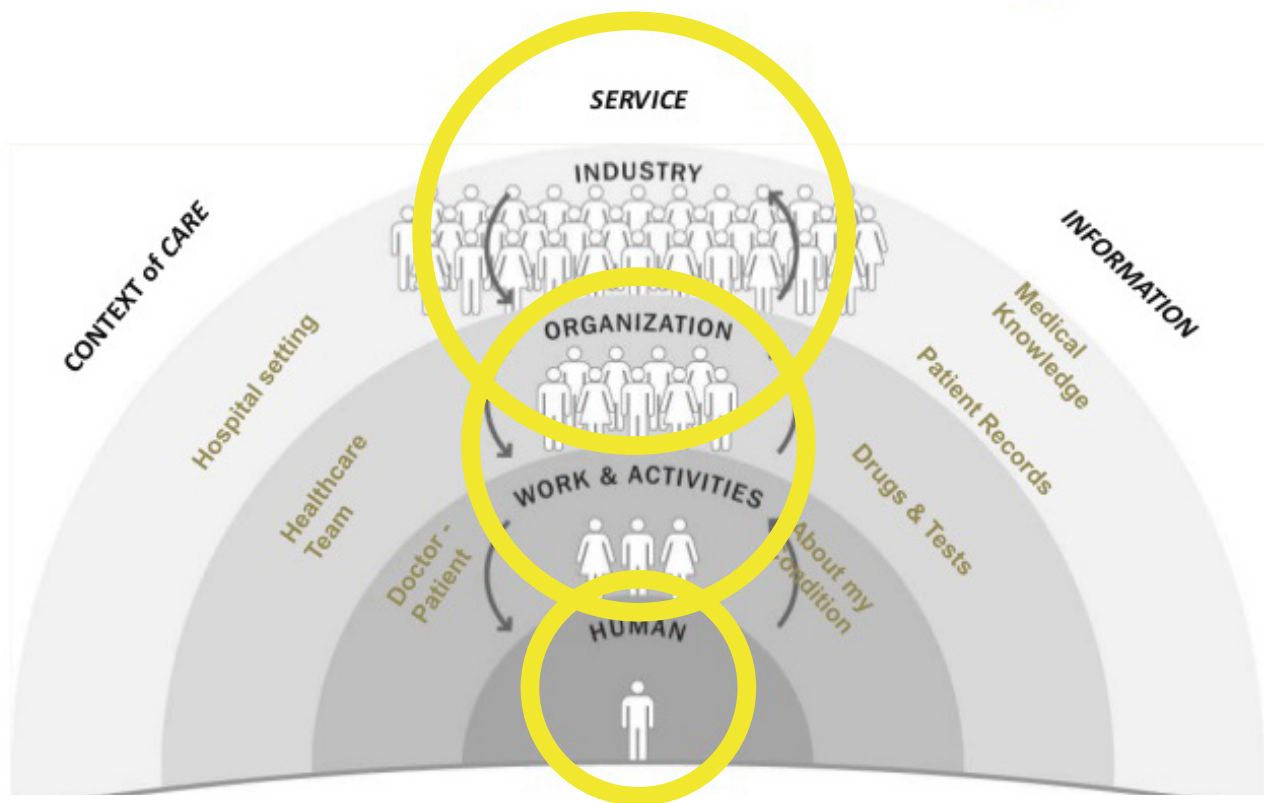 SERVICE
INDUSTRY
CONTEXT of CARE
INFORMATION
Hospital setting
Medical
Knowledge
ORGANIZATION
Healthcare
Team
Patient Records
WORK & ACTIVITIES
Drugs & Tests
Doctor -
Patient
About my
Condition
HUMAN